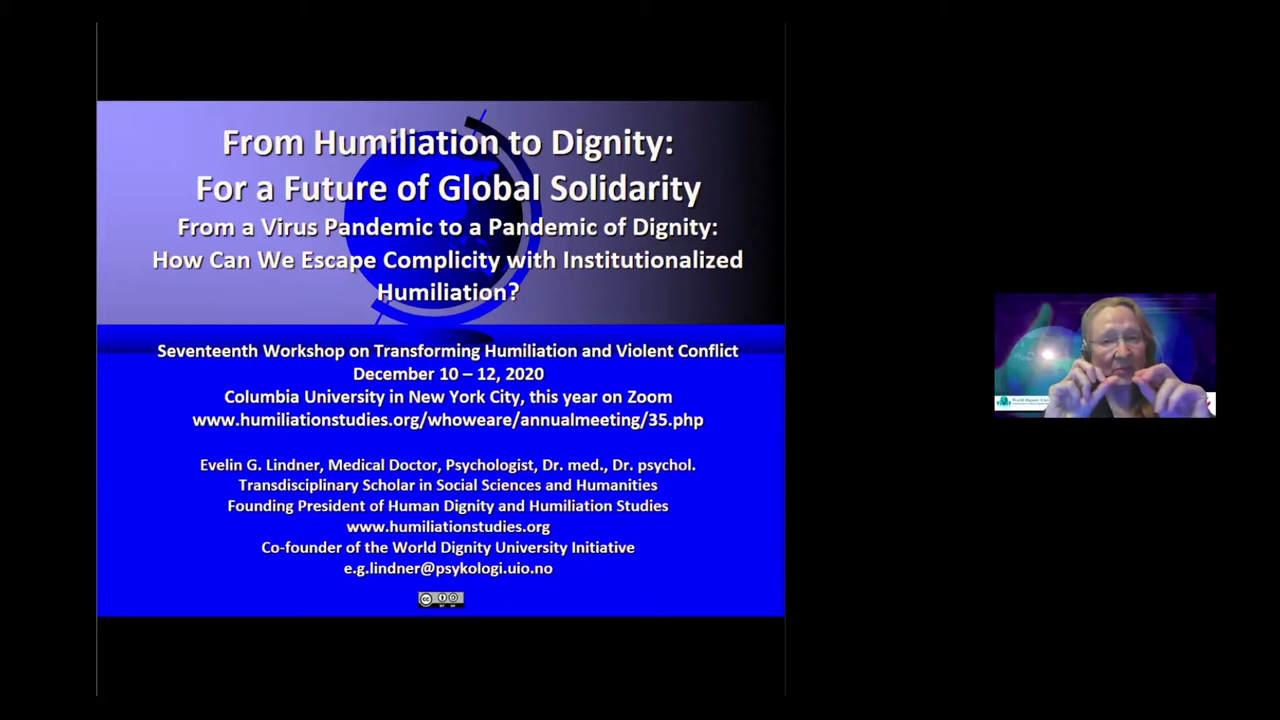 From Humiliation to Dignity:
For a Future of Global Solidarity
From a Virus Pandemic to a Pandemic of Dignity:
How Can We Escape Complicity with Institutionalized
Humiliation?
Seventeenth Workshop on Transforming Humiliation and Violent Conflict
December 10 – 12, 2020
Columbia University in New York City, this year on Zoom
www.humiliationstudies.org/whoweare/annualmeeting/35.php
Evelin G. Lindner, Medical Doctor, Psychologist, Dr. med., Dr. psychol.
Transdisciplinary Scholar in Social Sciences and Humanities
Founding President of Human Dignity and Humiliation Studies
www.humiliationstudies.org
Co-founder of the World Dignity University Initiative
e.g.lindner@psykologi.uio.no
cc
World Dignity